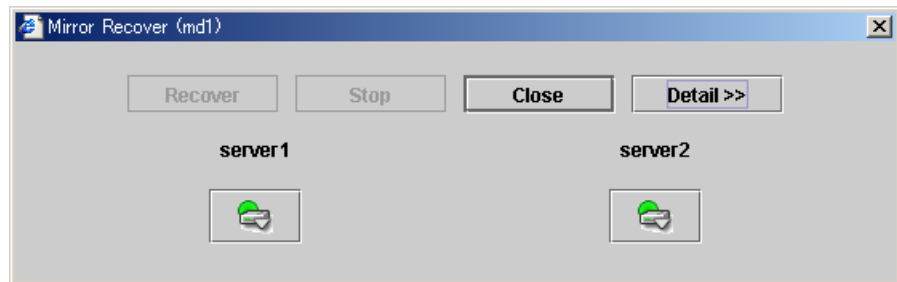 Mirror Recover (md1)
Recover Stop Close Detail >>
server1 server2